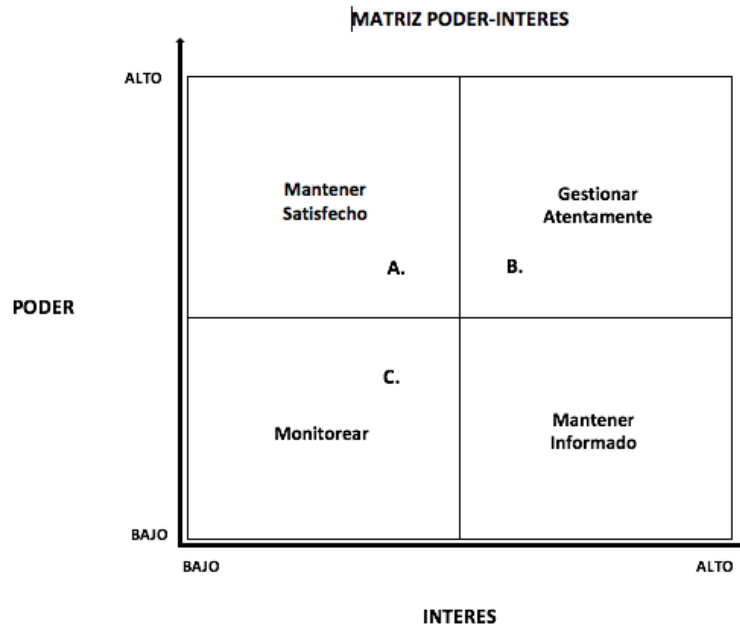 MATRIZ PODER-INTERES
ALTO
Mantener
Satisfecho
Gestionar
Atentamente
A.
B.
PODER
C.
Monitorear
Mantener
Informado
BAJO
BAJO
ALTO
INTERES